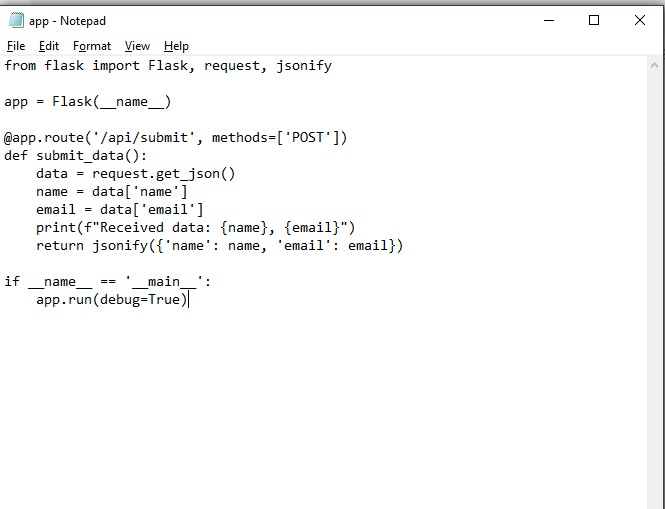 app - Notepad
File Edit Format View Help
from flask import Flask, request, jsonify

app = Flask(__name__)

@app.route('/api/submit', methods=['POST'])
def submit_data():
    data = request.get_json()
    name = data['name']
    email = data['email']
    print(f"Received data: {name}, {email}")
    return jsonify({'name': name, 'email': email})

if __name__ == '__main__':
    app.run(debug=True)